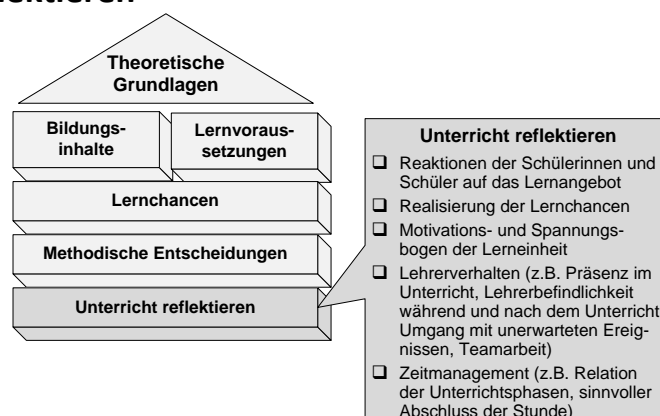 Theoretische
Grundlagen
Bildungs-
inhalte
Lernvoraus-
setzungen
Lernchancen
Methodische Entscheidungen
Unterricht reflektieren
Unterricht reflektieren
❑ Reaktionen der Schülerinnen und
Schüler auf das Lernangebot
❑ Realisierung der Lernchancen
❑ Motivations- und Spannungs-
bogen der Lerneinheit
❑ Lehrerverhalten (z.B. Präsenz im
Unterricht, Lehrerbefindlichkeit
während und nach dem Unterricht
Umgang mit unerwarteten Ereig-
nissen, Teamarbeit)
❑ Zeitmanagement (z.B. Relation
der Unterrichtsphasen, sinnvoller
Abschluss der Stunde)